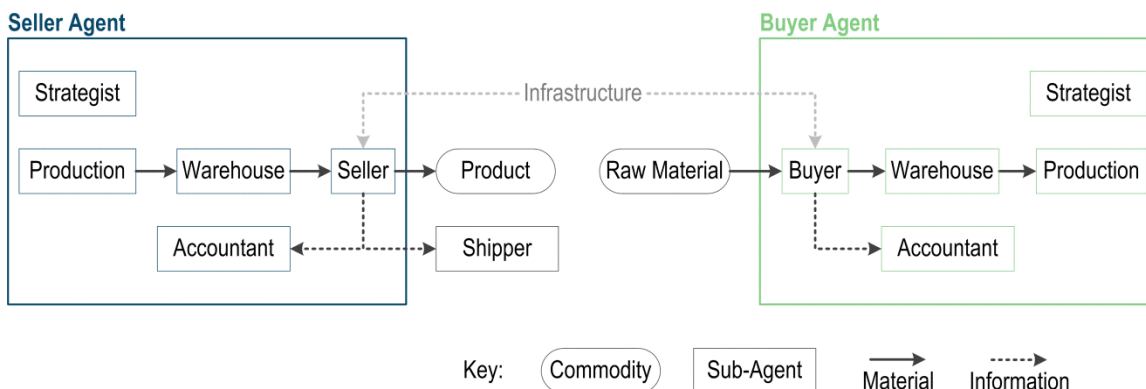 Seller Agent
Buyer Agent
Strategist
Infrastructure
Strategist
Production
Warehouse
Seller
Product
Raw Material
Buyer
Warehouse
Production
Accountant
Shipper
Accountant
Key:
Commodity
Sub-Agent
Material
Information